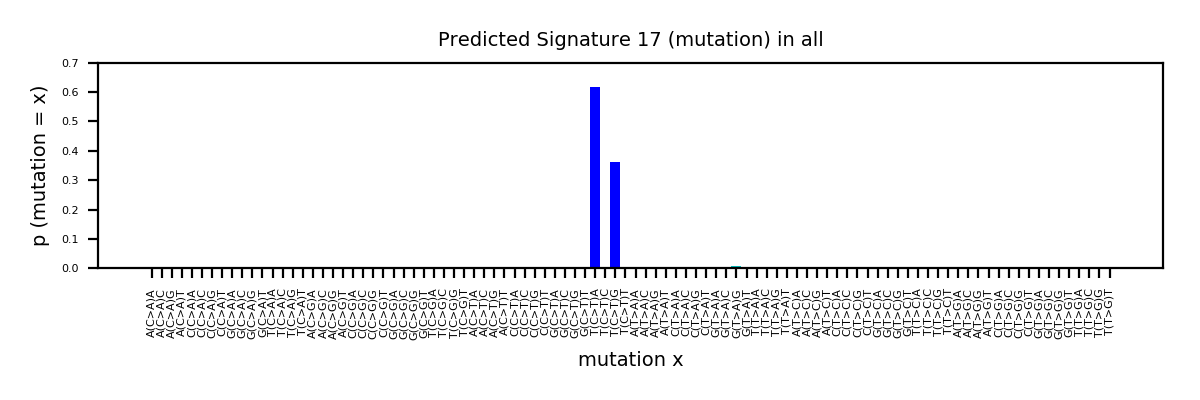 Predicted Signature 17 (mutation) in all
p (mutation = x)
0.7
0.6
0.5
0.4
0.3
0.2
0.1
0.0
A(C>A)A
A(C>A)C
A(C>A)G
A(C>A)T
C(C>A)A
C(C>A)C
C(C>A)G
C(C>A)T
G(C>A)A
G(C>A)C
G(C>A)G
G(C>A)T
T(C>A)A
T(C>A)C
T(C>A)G
T(C>A)T
A(C>G)A
A(C>G)C
A(C>G)G
A(C>G)T
C(C>G)A
C(C>G)C
C(C>G)G
C(C>G)T
G(C>G)A
G(C>G)C
G(C>G)G
G(C>G)T
T(C>G)A
T(C>G)C
T(C>G)G
T(C>G)T
A(C>T)A
A(C>T)C
A(C>T)G
A(C>T)T
C(C>T)A
C(C>T)C
C(C>T)G
C(C>T)T
G(C>T)A
G(C>T)C
G(C>T)G
G(C>T)T
T(C>T)A
T(C>T)C
T(C>T)G
T(C>T)T
A(T>A)A
A(T>A)C
A(T>A)G
A(T>A)T
C(T>A)A
C(T>A)C
C(T>A)G
C(T>A)T
G(T>A)A
G(T>A)C
G(T>A)G
G(T>A)T
T(T>A)A
T(T>A)C
T(T>A)G
T(T>A)T
A(T>C)A
A(T>C)C
A(T>C)G
A(T>C)T
C(T>C)A
C(T>C)C
C(T>C)G
C(T>C)T
G(T>C)A
G(T>C)C
G(T>C)G
G(T>C)T
T(T>C)A
T(T>C)C
T(T>C)G
T(T>C)T
A(T>G)A
A(T>G)C
A(T>G)G
A(T>G)T
C(T>G)A
C(T>G)C
C(T>G)G
C(T>G)T
G(T>G)A
G(T>G)C
G(T>G)G
G(T>G)T
T(T>G)A
T(T>G)C
T(T>G)G
T(T>G)T
mutation x